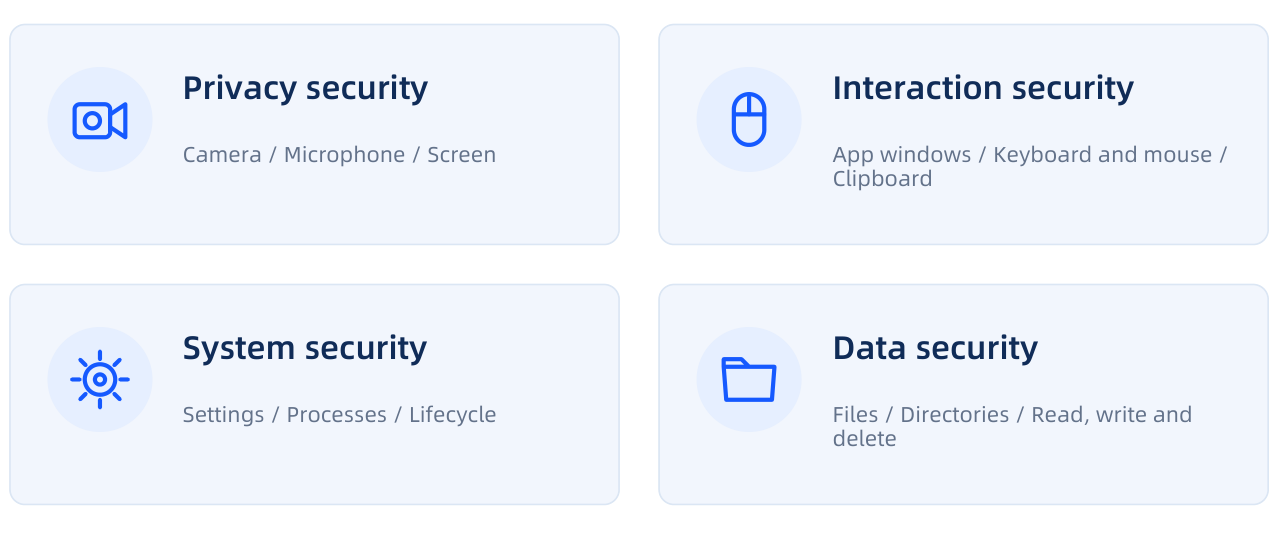 Privacy security
Camera / Microphone / Screen
Interaction security
App windows / Keyboard and mouse /
Clipboard
System security
Settings / Processes / Lifecycle
Data security
Files / Directories / Read, write and
delete